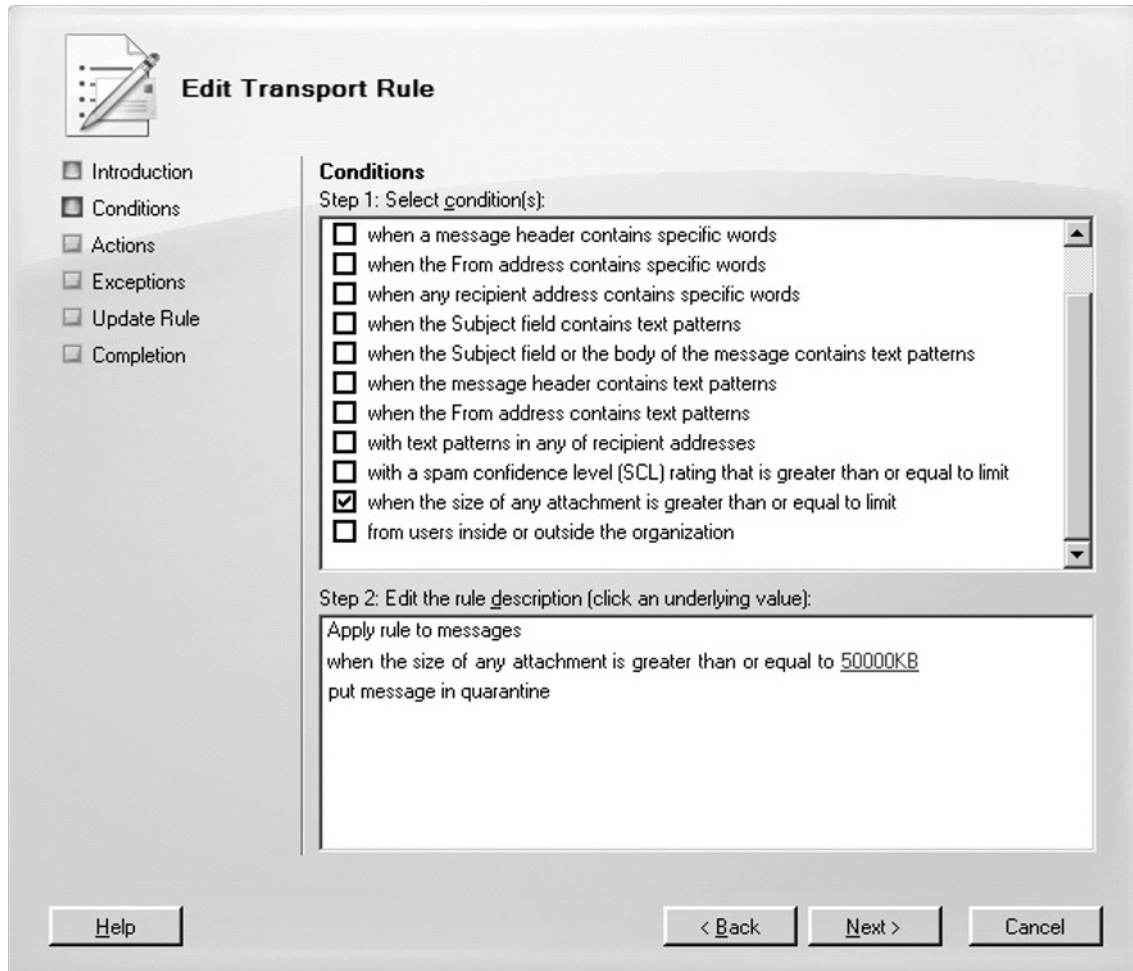 Edit Transport Rule
Introduction
Conditions
Actions
Exceptions
Update Rule
Completion
Conditions
Step 1: Select condition(s):
when a message header contains specific words
when the From address contains specific words
when any recipient address contains specific words
when the Subject field contains text patterns
when the Subject field or the body of the message contains text patterns
when the message header contains text patterns
when the From address contains text patterns
with text patterns in any of recipient addresses
with a spam confidence level (SCL) rating that is greater than or equal to limit
when the size of any attachment is greater than or equal to limit
from users inside or outside the organization
Step 2: Edit the rule description (click an underlying value):
Apply rule to messages
when the size of any attachment is greater than or equal to 50000KB
put message in quarantine
Help
< Back
Next >
Cancel